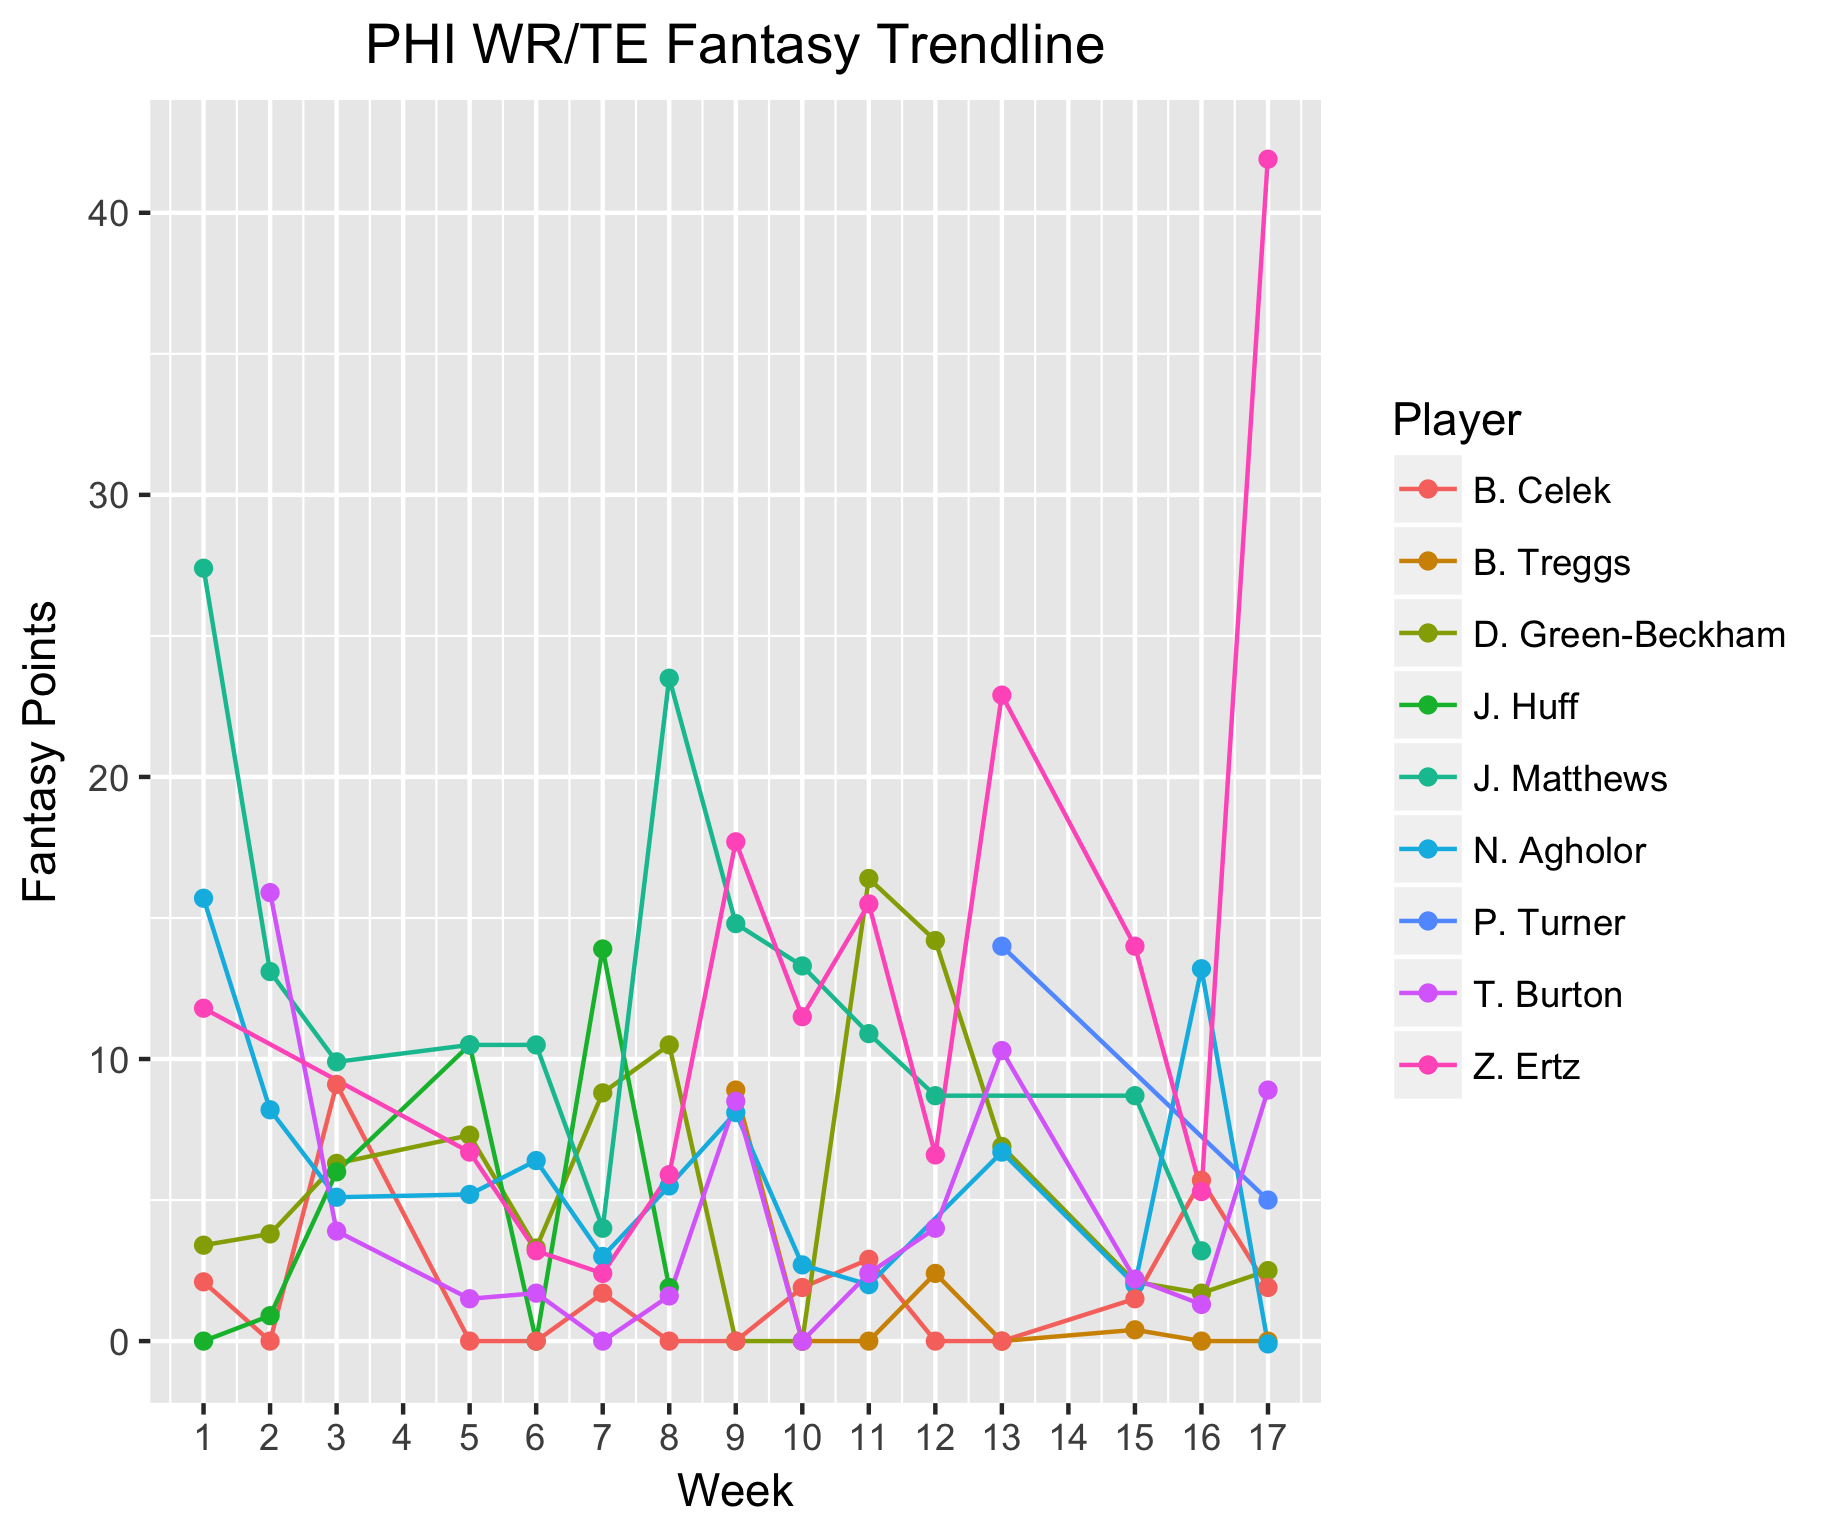 PHI WR/TE Fantasy Trendline
Fantasy Points
40
30
20
10
0
1 2 3 4 5 6 7 8 9 10 11 12 13 14 15 16 17
Week
Player
B. Celek
B. Treggs
D. Green-Beckham
J. Huff
J. Matthews
N. Agholor
P. Turner
T. Burton
Z. Ertz